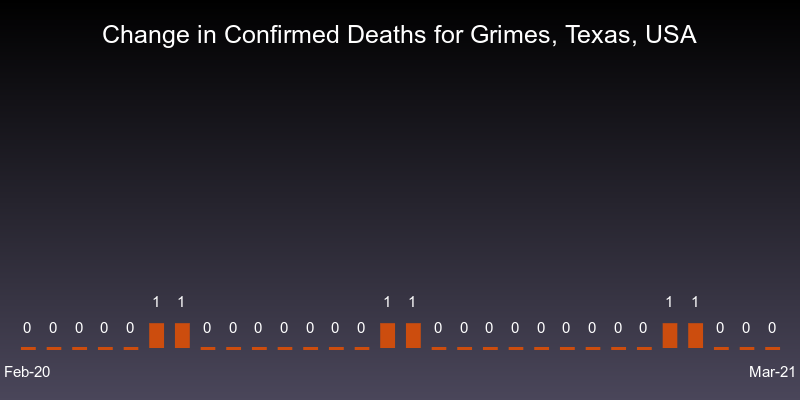 Change in Confirmed Deaths for Grimes, Texas, USA
1 1 1 1 1 1
0 0 0 0 0 0 0 0 0 0 0 0 0 0 0 0 0 0 0 0 0 0 0 0
Feb-20 Mar-21